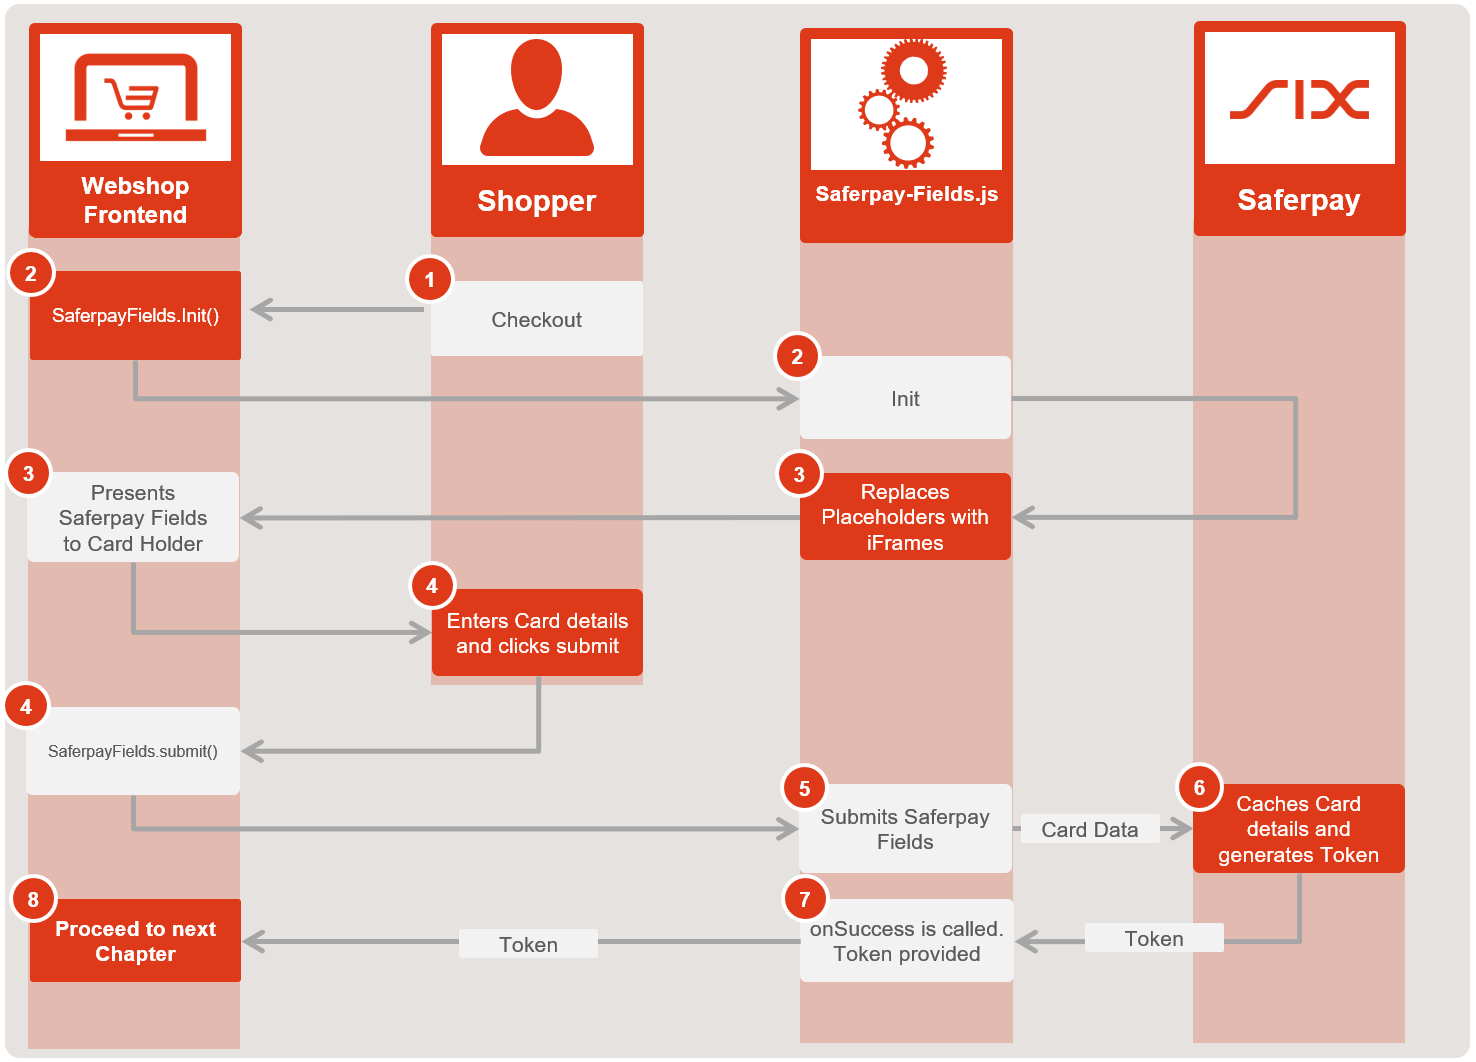 Webshop
Frontend
Shopper
Saferpay-Fields.js
SIX
Saferpay
2
SaferpayFields.Init()
1
Checkout
2
Init
3
Presents
Saferpay Fields
to Card Holder
3
Replaces
Placeholders with
iFrames
4
Enters Card details
and clicks submit
4
SaferpayFields.submit()
5
Submits Saferpay
Fields
Card Data
6
Caches Card
details and
generates Token
8
Proceed to next
Chapter
Token
7
onSuccess is called.
Token provided
Token